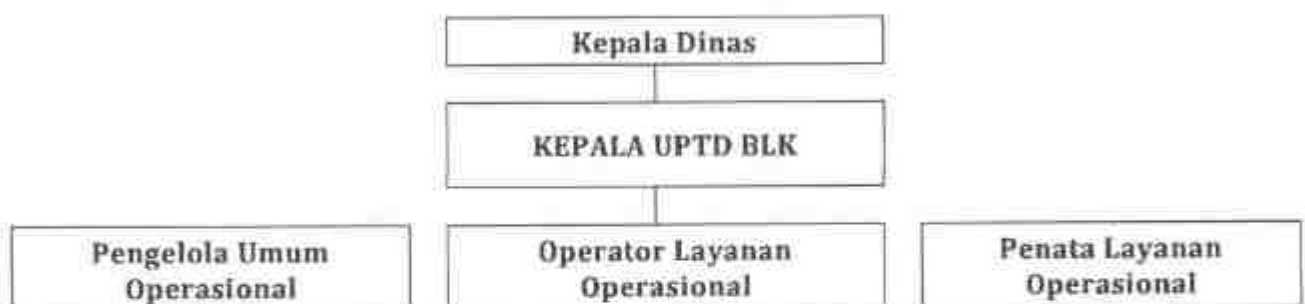 Kepala Dinas
KEPALA UPTD BLK
Pengelola Umum
Operasional
Operator Layanan
Operasional
Penata Layanan
Operasional